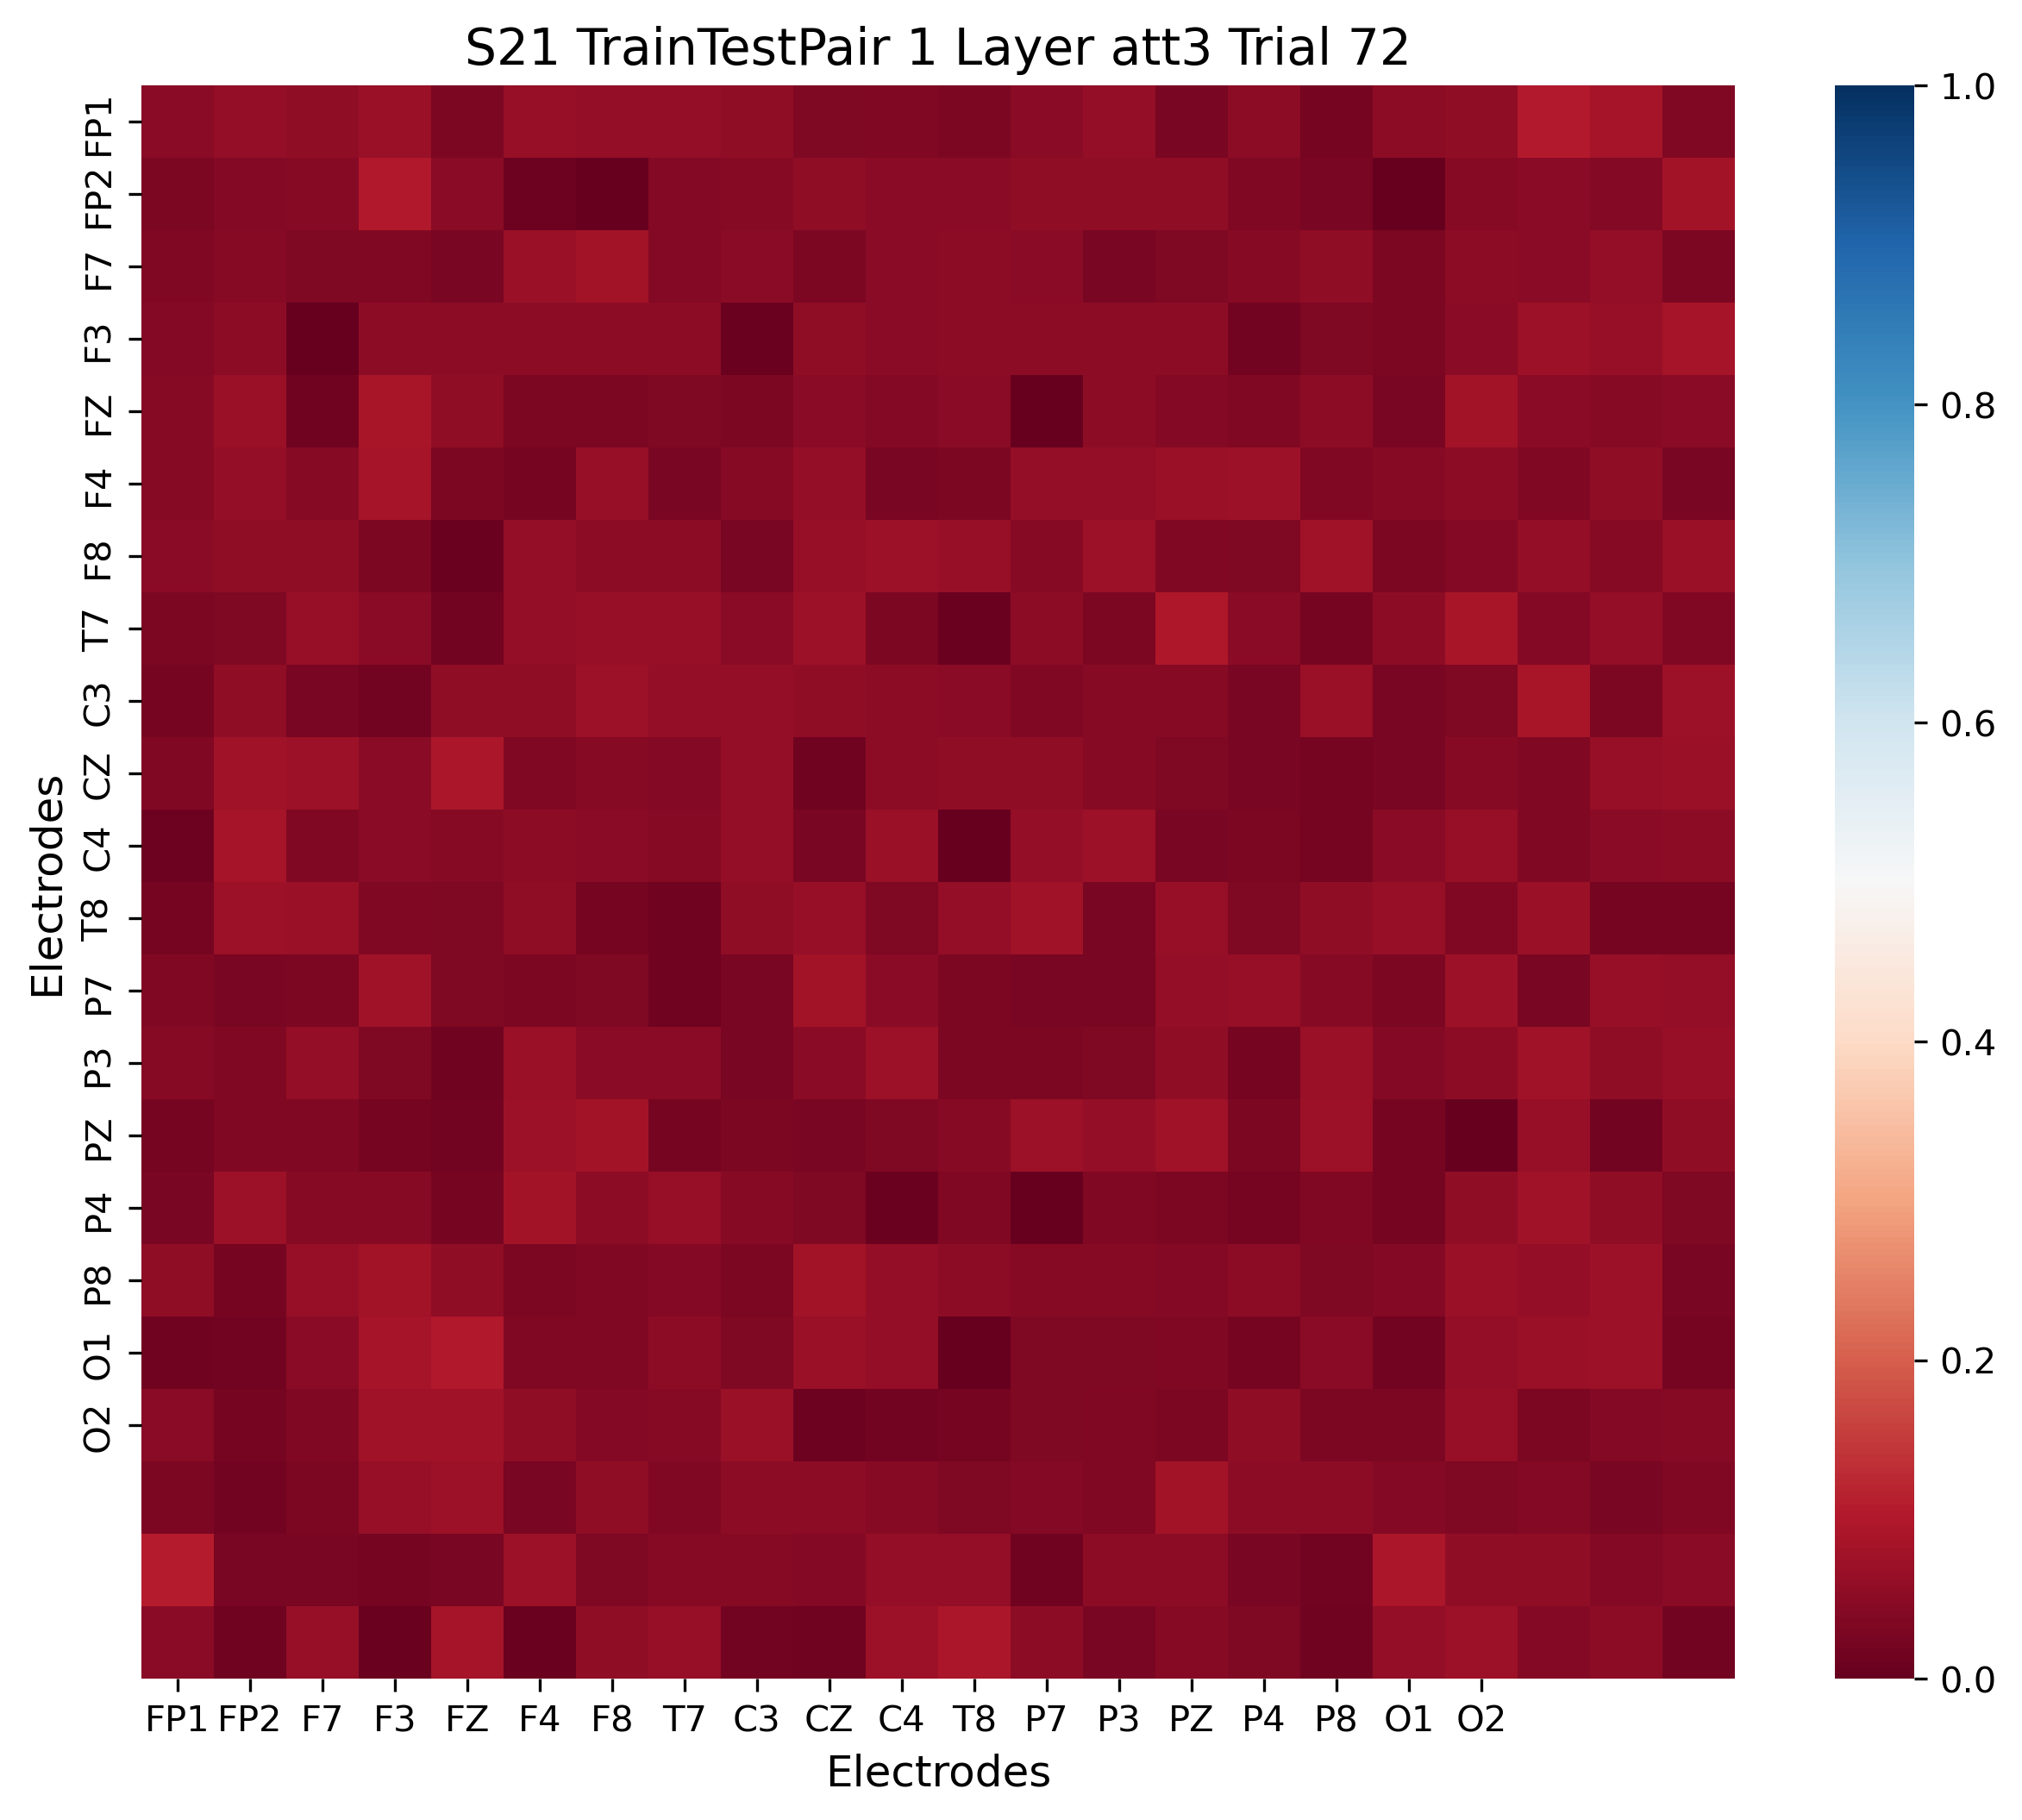 S21 TrainTestPair 1 Layer att3 Trial 72
Electrodes
FP1
FP2
F7
F3
FZ
F4
F8
T7
C3
CZ
C4
T8
P7
P3
PZ
P4
P8
O1
O2
FP1 FP2 F7 F3 FZ F4 F8 T7 C3 CZ C4 T8 P7 P3 PZ P4 P8 O1 O2
Electrodes
1.0
0.8
0.6
0.4
0.2
0.0